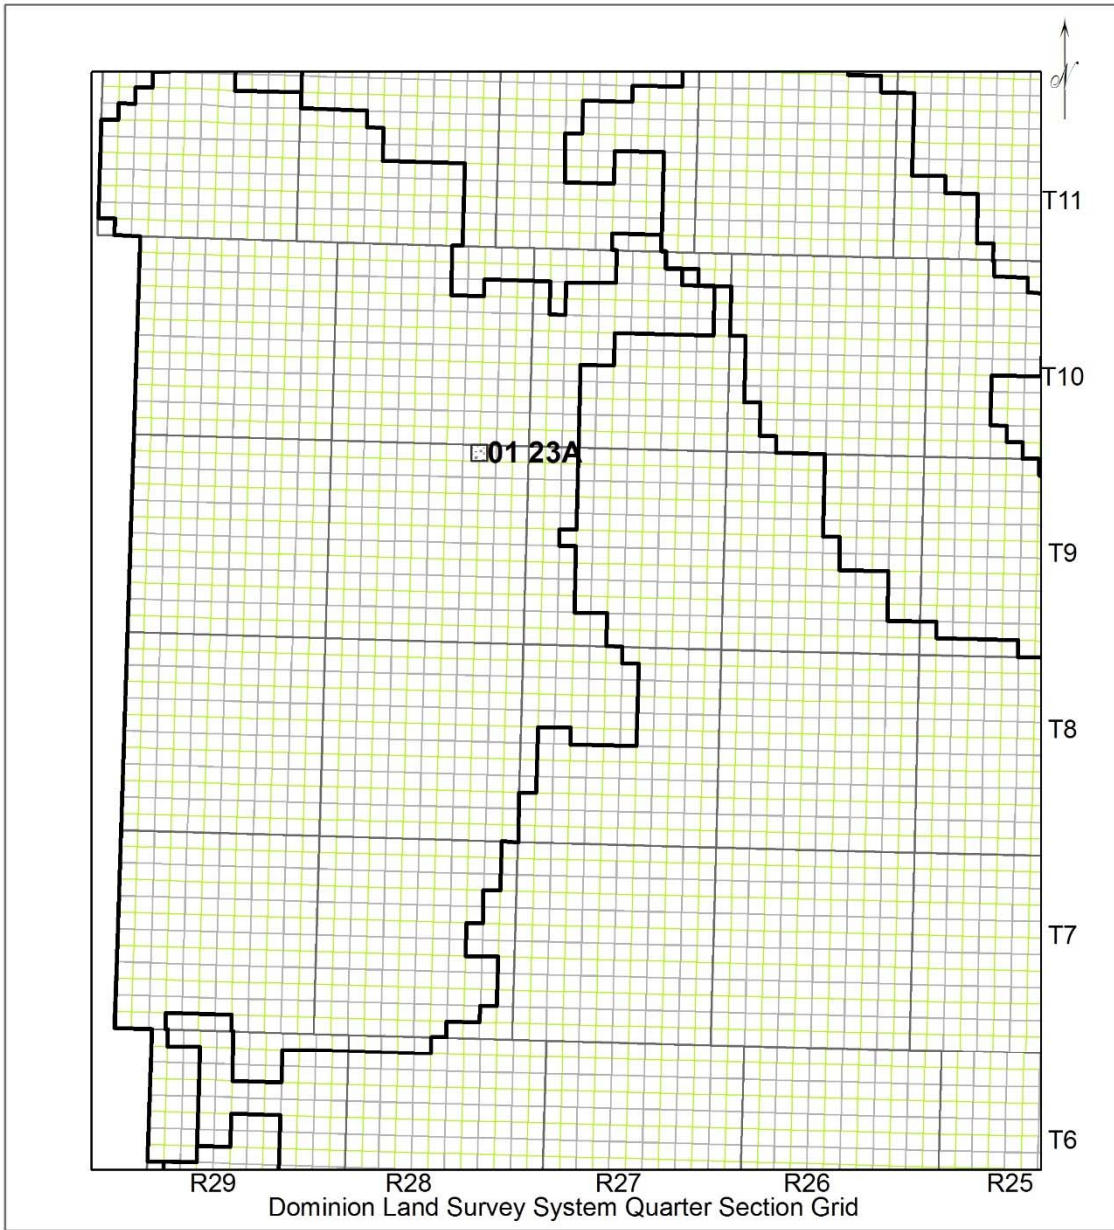 N
T11
T10
01 23A
T9
T8
T7
T6
R29 R28 R27 R26 R25
Dominion Land Survey System Quarter Section Grid